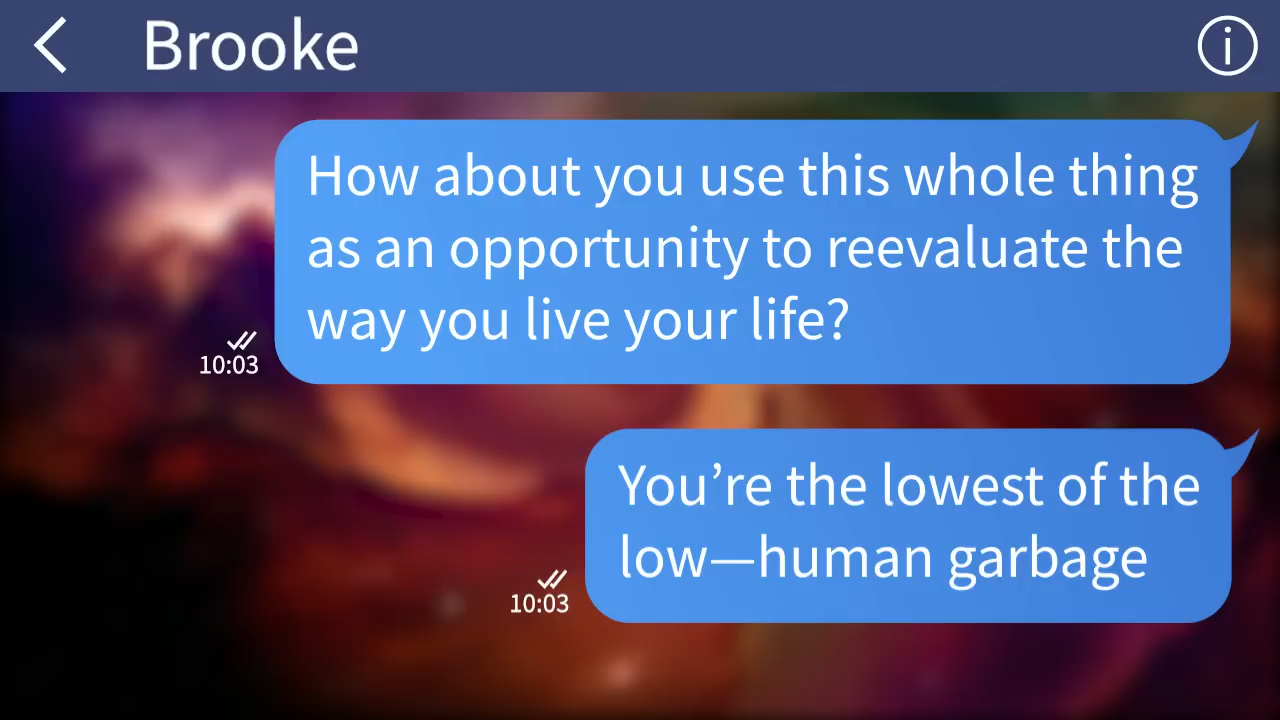 Brooke
How about you use this whole thing
as an opportunity to reevaluate the
way you live your life?
10:03
You’re the lowest of the
low—human garbage
10:03